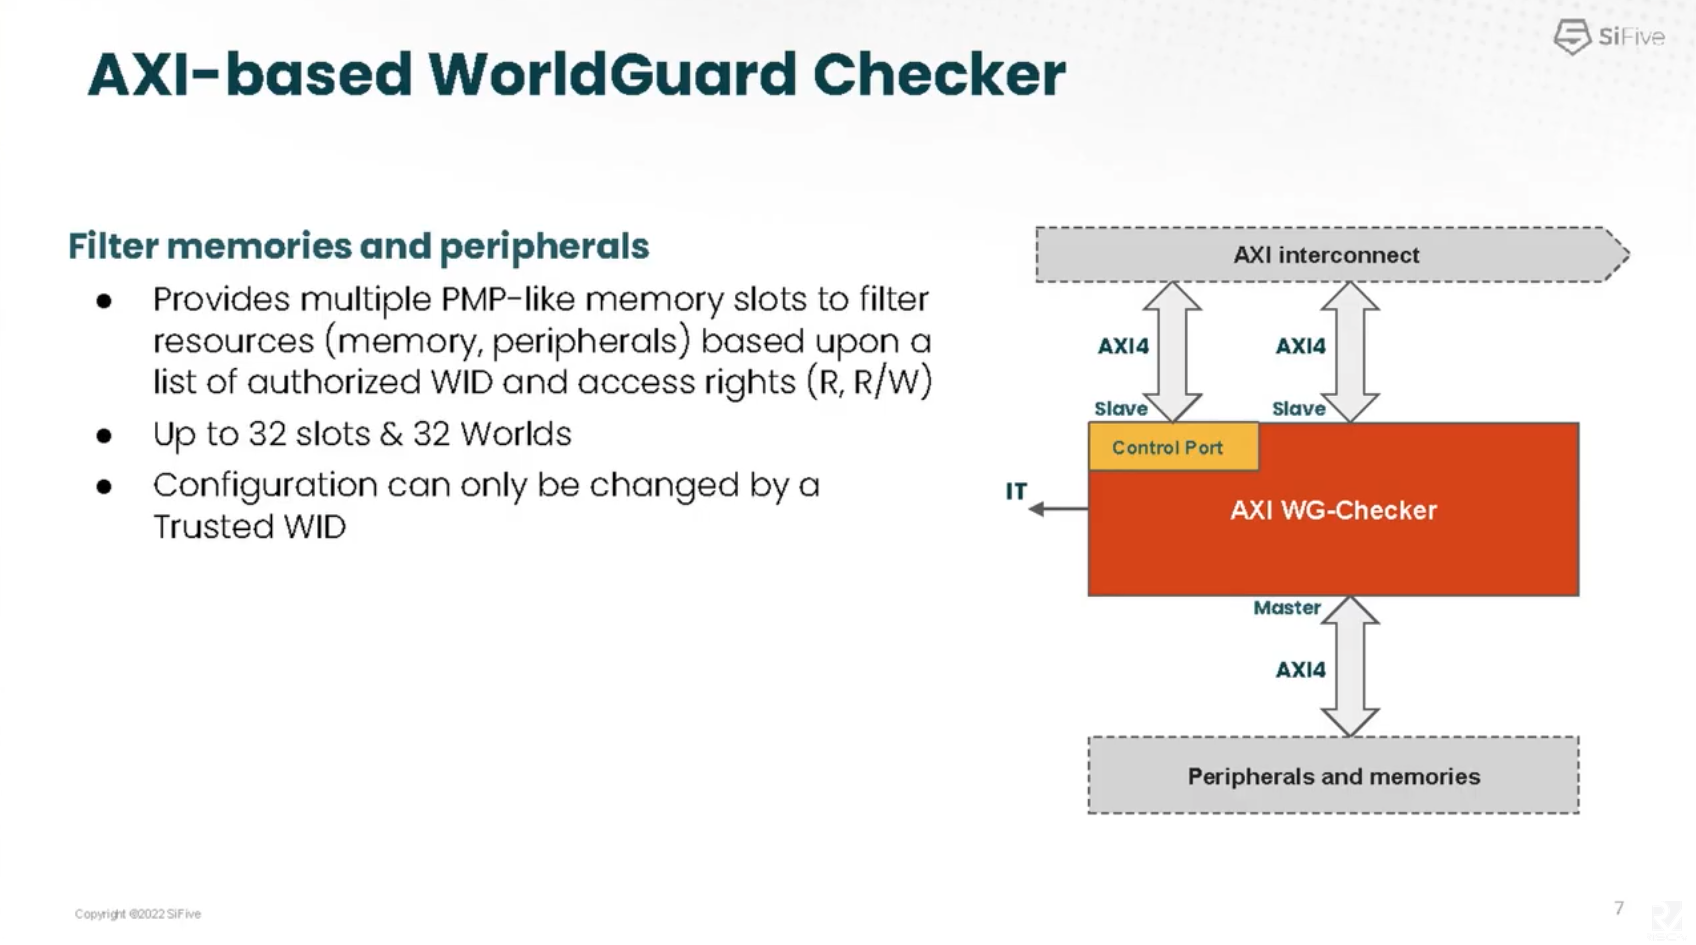 SiFive
AXI-based WorldGuard Checker
Filter memories and peripherals
● Provides multiple PMP-like memory slots to filter
resources (memory, peripherals) based upon a
list of authorized WID and access rights (R, R/W)
● Up to 32 slots & 32 Worlds
● Configuration can only be changed by a
Trusted WID
AXI interconnect
AXI4
AXI4
Slave
Slave
Control Port
IT
AXI WG-Checker
Master
AXI4
Peripherals and memories
Copyright ©2022 SiFive
7